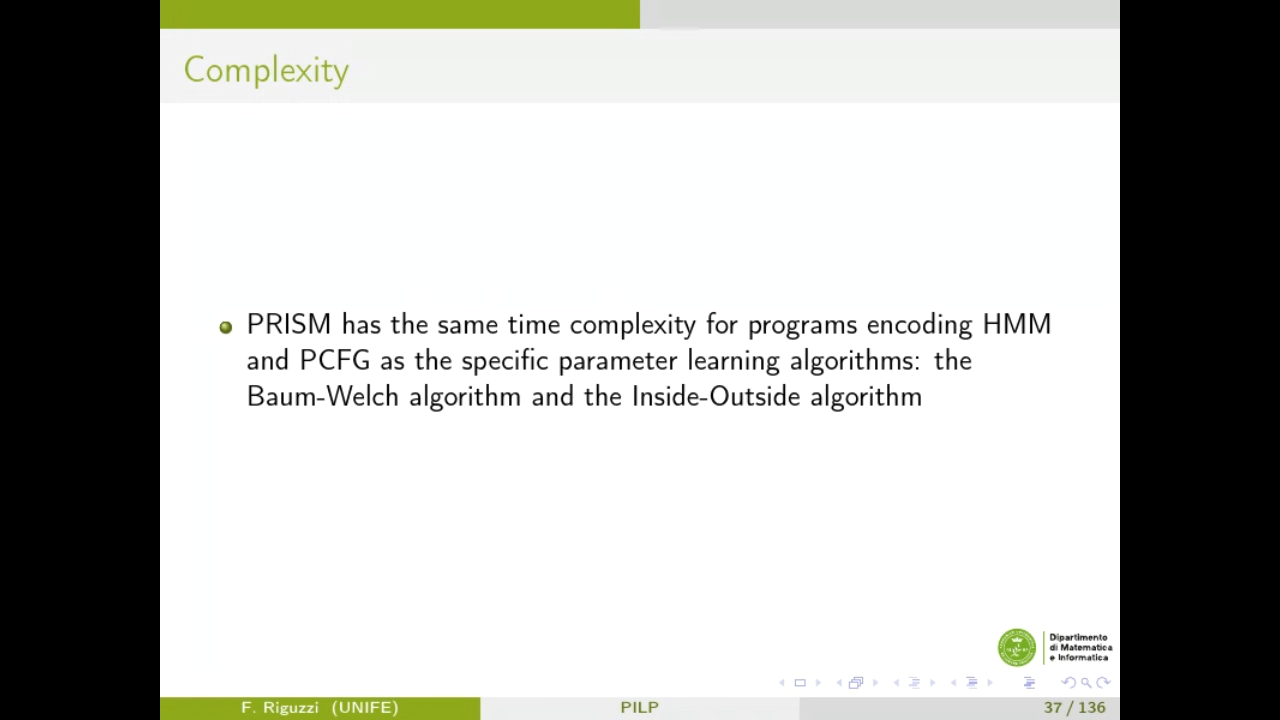 Complexity
PRISM has the same time complexity for programs encoding HMM
and PCFG as the specific parameter learning algorithms: the
Baum-Welch algorithm and the Inside-Outside algorithm
Dipartimento
di Matematica
e Informatica
F. Riguzzi (UNIFE)
PILP
37 / 136